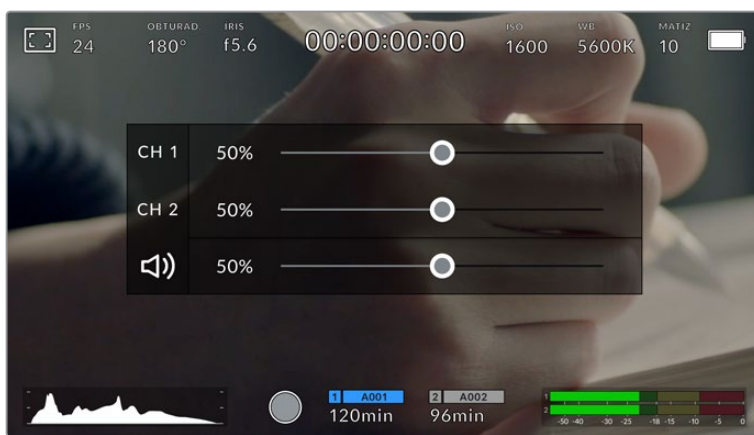 FPS OBTURAD. IRIS ISO WB MATIZ
24 180° f5.6 00:00:00:00 1600 5600K 10
CH 1 50%
CH 2 50%
50%
1 A001 2 A002
120min 96min
1
2
-50 -40 -30 -25 -18 -15 -10 -5 0